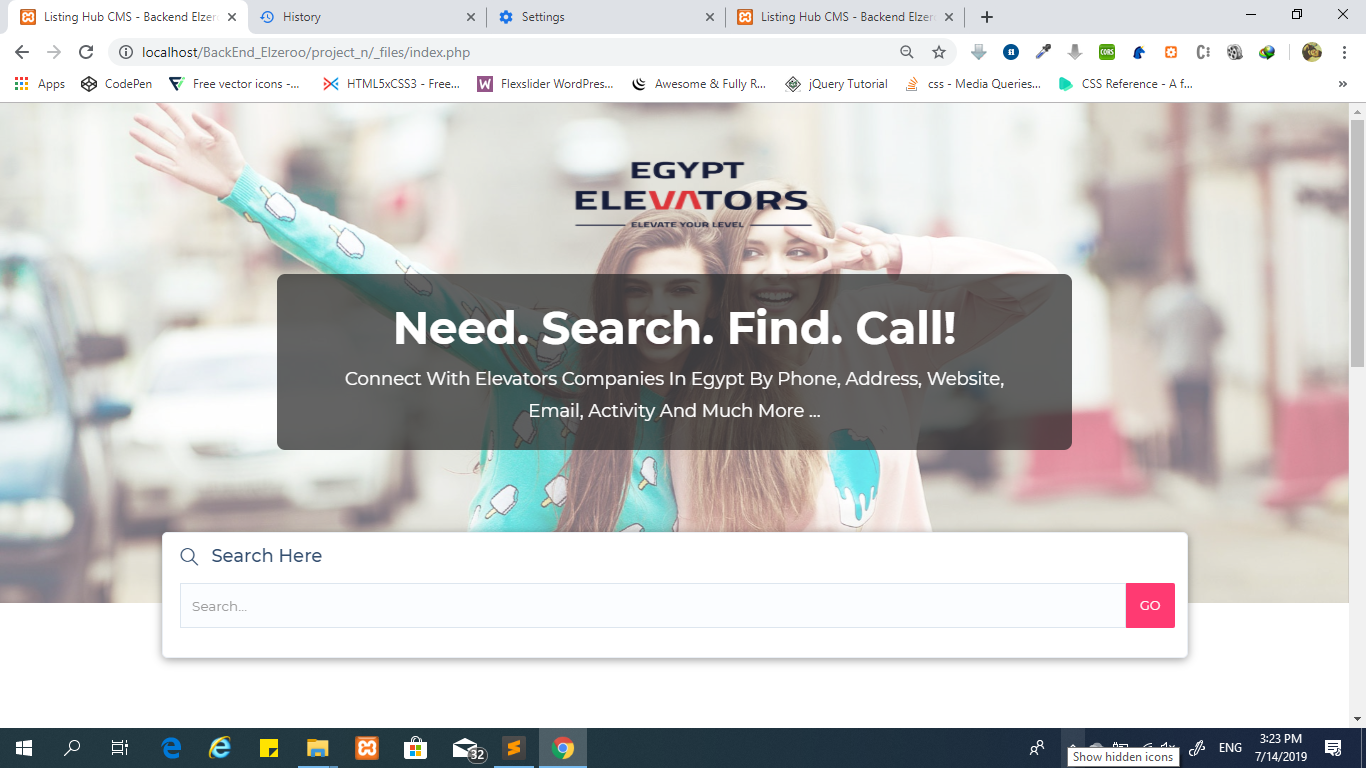 Listing Hub CMS - Backend Elzer
History
Settings
Listing Hub CMS - Backend Elzer
localhost/BackEnd_Elzeroo/project_n/_files/index.php
CORS
Apps
CodePen
Free vector icons -...
HTML5xCSS3 - Free...
Flexslider WordPres...
Awesome & Fully R...
jQuery Tutorial
css - Media Queries...
CSS Reference - A f...
EGYPT
ELEVATORS
ELEVATE YOUR LEVEL
Need. Search. Find. Call!
Connect With Elevators Companies In Egypt By Phone, Address, Website,
Email, Activity And Much More ...
Search Here
Search...
GO
32
ENG
3:23 PM
7/14/2019
Show hidden icons